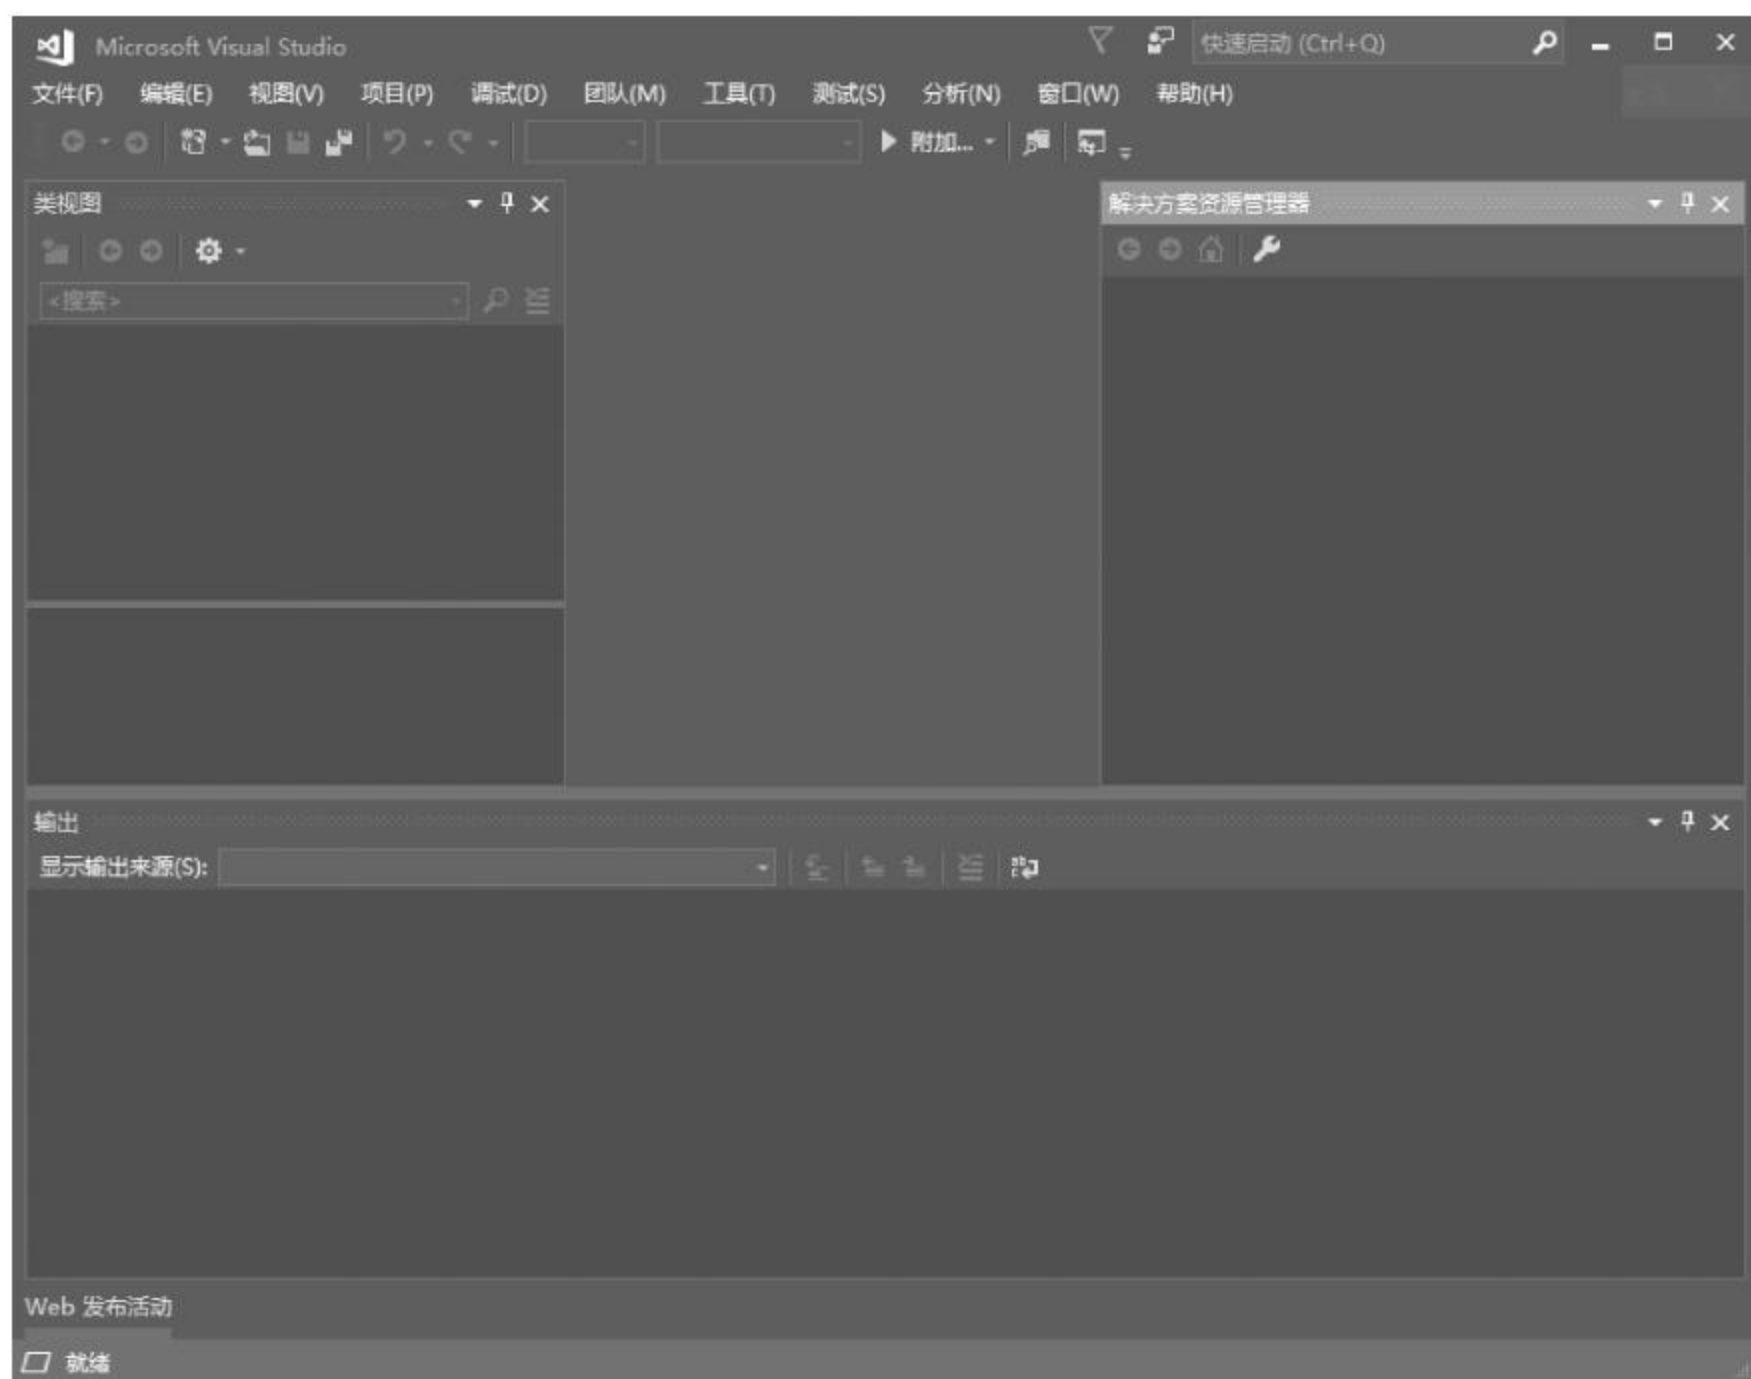 Microsoft Visual Studio
快速启动 (Ctrl+Q)
文件(F) 编辑(E) 视图(V) 项目(P) 调试(D) 团队(M) 工具(T) 测试(S) 分析(N) 窗口(W) 帮助(H)
附加...
类视图
解决方案资源管理器
<搜索>
输出
显示输出来源(S):
Web 发布活动
就绪